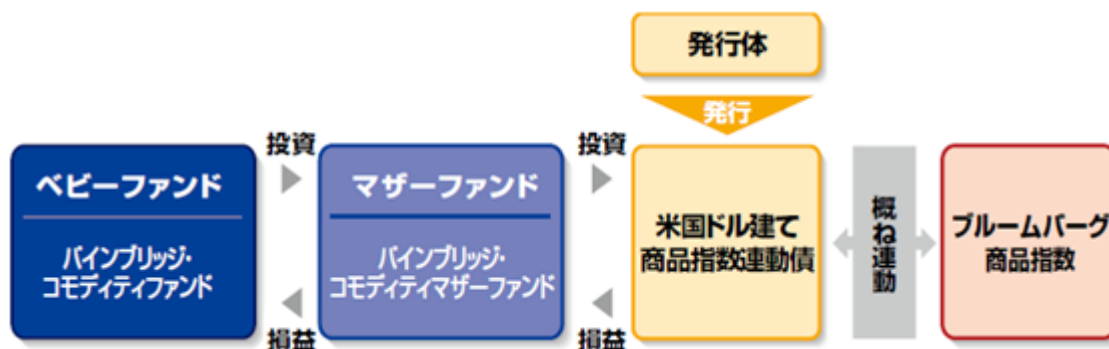 発行体
発行
投資
投資
ベビーファンド
パインブリッジ・
コモディティファンド
マザーファンド
パインブリッジ・
コモディティマザーファンド
米国ドル建て
商品指数連動債
概ね連動
ブルームバーグ
商品指数
損益
損益